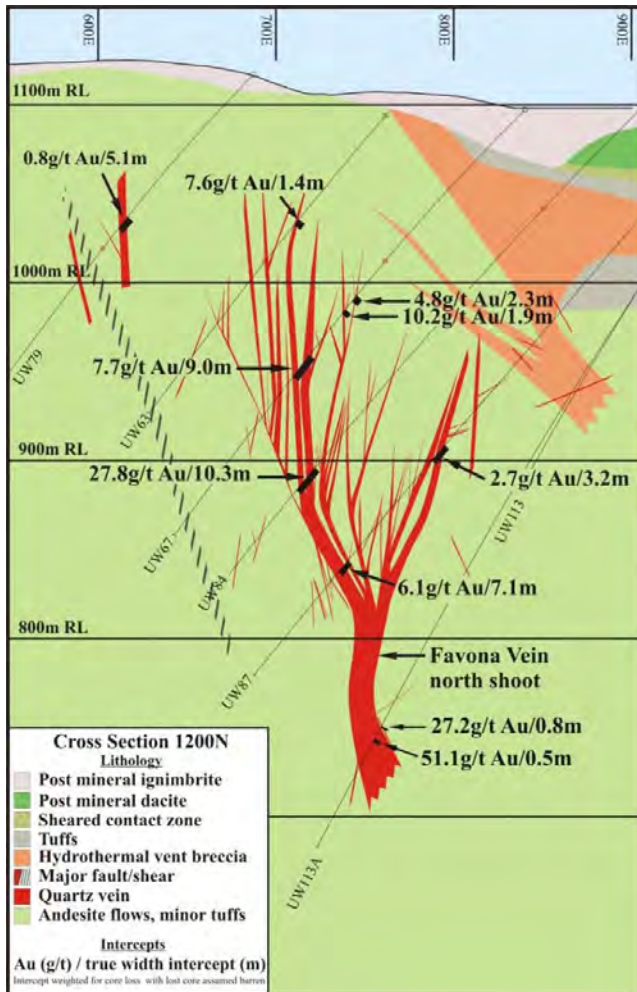 600E
700E
800E
900E
1100m RL
0.8g/t Au/5.1m
7.6g/t Au/1.4m
1000m RL
4.8g/t Au/2.3m
10.2g/t Au/1.9m
UW79
7.7g/t Au/9.0m
UW63
900m RL
27.8g/t Au/10.3m
2.7g/t Au/3.2m
UW113
UW67
UW84
6.1g/t Au/7.1m
800m RL
UW87
Favona Vein
north shoot
27.2g/t Au/0.8m
51.1g/t Au/0.5m
UW113A
Cross Section 1200N
Lithology
Post mineral ignimbrite
Post mineral dacite
Sheared contact zone
Tuffs
Hydrothermal vent breccia
Major fault/shear
Quartz vein
Andesite flows, minor tuffs
Intercepts
Au (g/t) / true width intercept (m)
Intercept weighted for core loss with lost core assumed barren